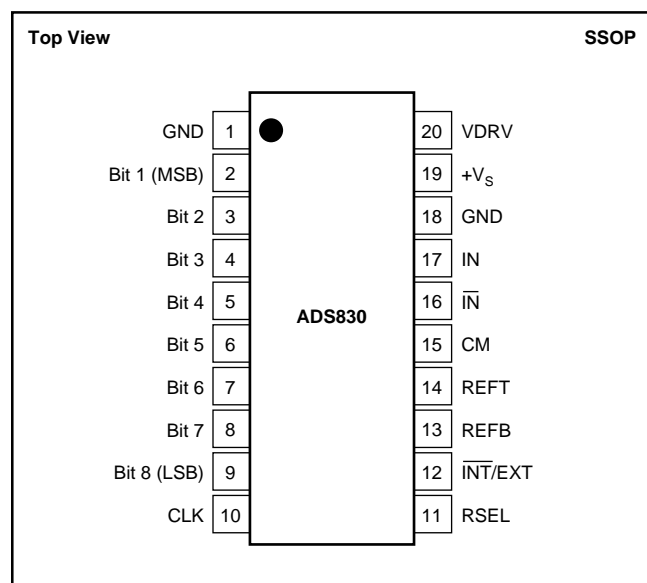 Top View SSOP
GND 1 20 VDRV
Bit 1 (MSB) 2 19 +Vₛ
Bit 2 3 18 GND
Bit 3 4 17 IN
Bit 4 5 16 I̅N̅
ADS830
Bit 5 6 15 CM
Bit 6 7 14 REFT
Bit 7 8 13 REFB
Bit 8 (LSB) 9 12 I̅N̅T̅/EXT
CLK 10 11 RSEL